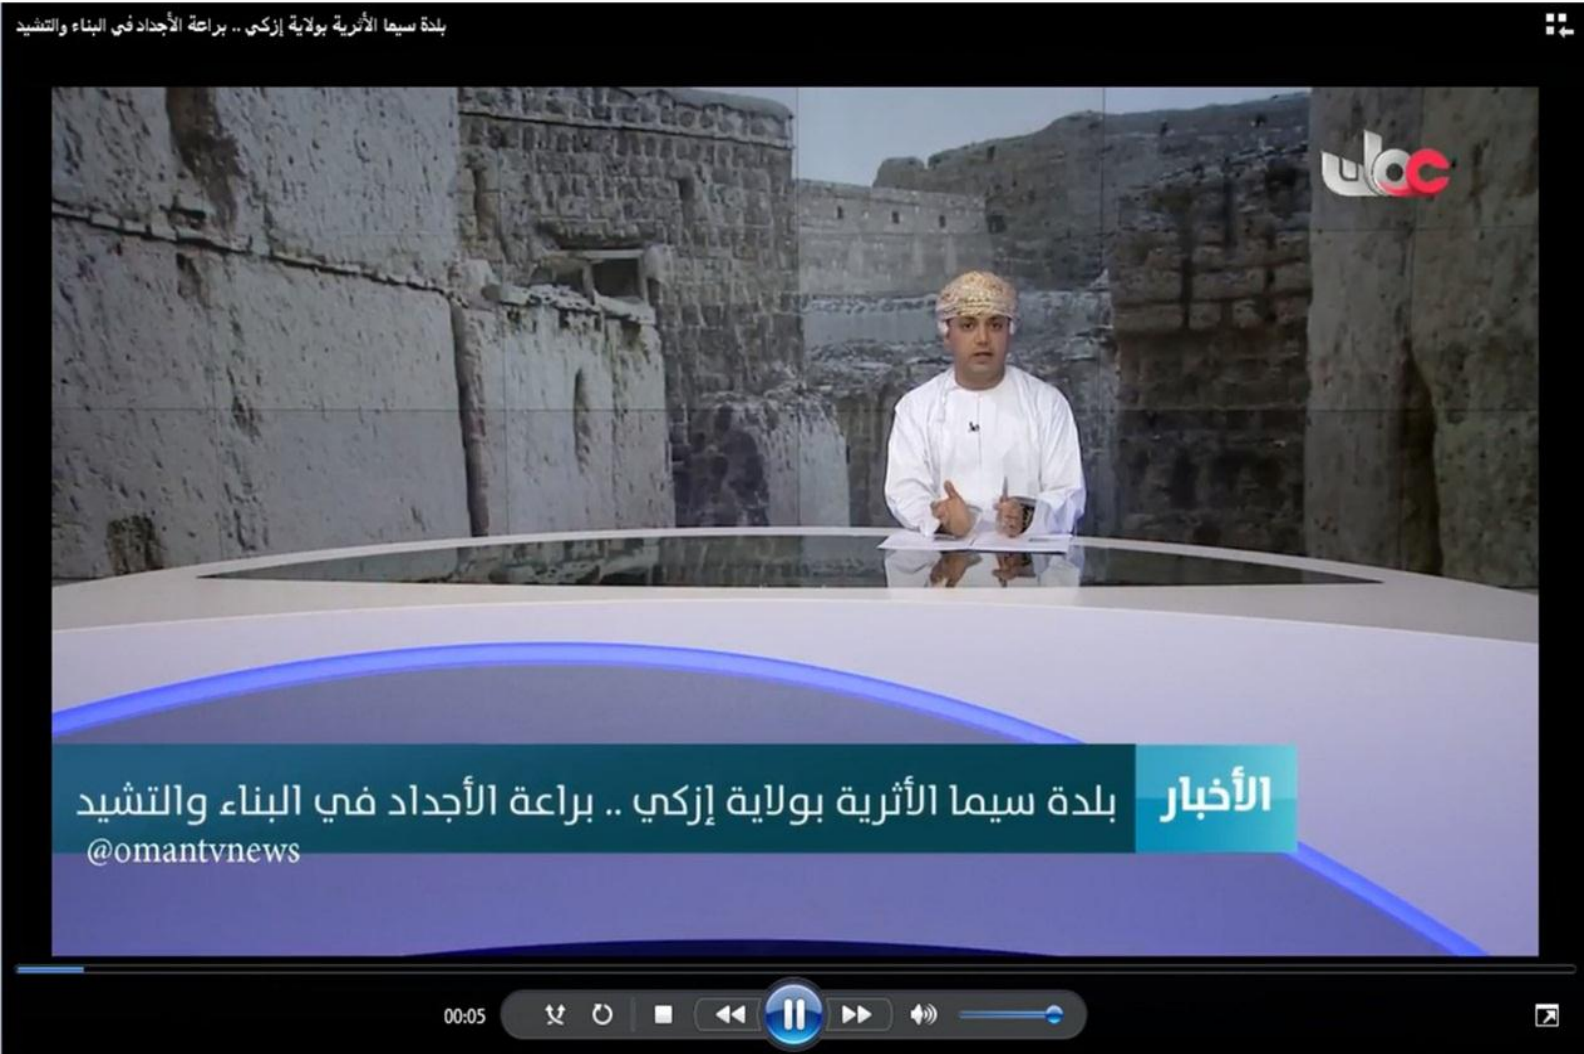 بلدة سيما الأثرية بولاية إزكي .. براعة الأجداد في البناء والتشيد
عمان
الأخبار
بلدة سيما الأثرية بولاية إزكي .. براعة الأجداد في البناء والتشيد
@omantvnews
00:05